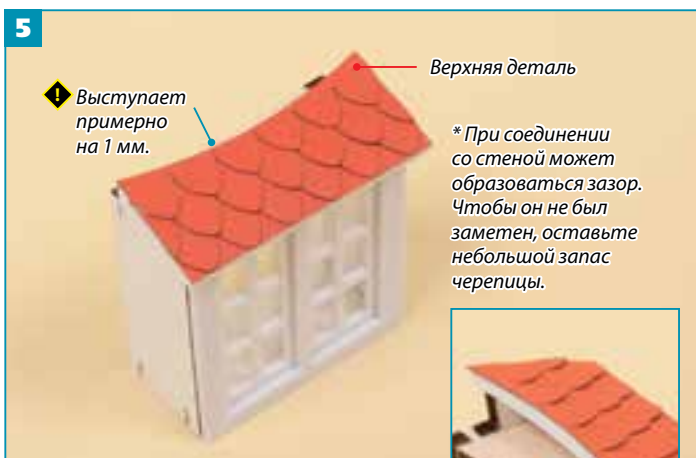 5
! Выступает
примерно
на 1 мм.
Верхняя деталь
* При соединении
со стеной может
образоваться зазор.
Чтобы он не был
заметен, оставьте
небольшой запас
черепицы.